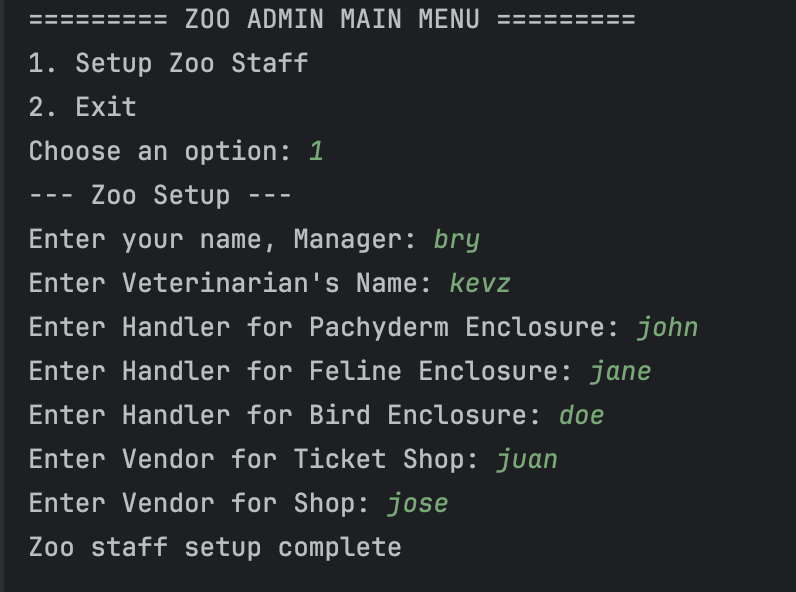 ========= ZOO ADMIN MAIN MENU =========
1. Setup Zoo Staff
2. Exit
Choose an option: 1
--- Zoo Setup ---
Enter your name, Manager: bry
Enter Veterinarian's Name: kevz
Enter Handler for Pachyderm Enclosure: john
Enter Handler for Feline Enclosure: jane
Enter Handler for Bird Enclosure: doe
Enter Vendor for Ticket Shop: juan
Enter Vendor for Shop: jose
Zoo staff setup complete